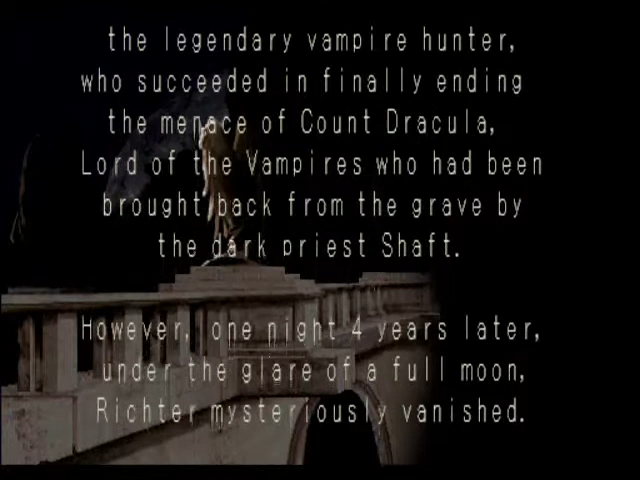 the legendary vampire hunter,
who succeeded in finally ending
the menace of Count Dracula,
Lord of the Vampires who had been
brought back from the grave by
the dark priest Shaft.
However, one night 4 years later,
under the glare of a full moon,
Richter mysteriously vanished.